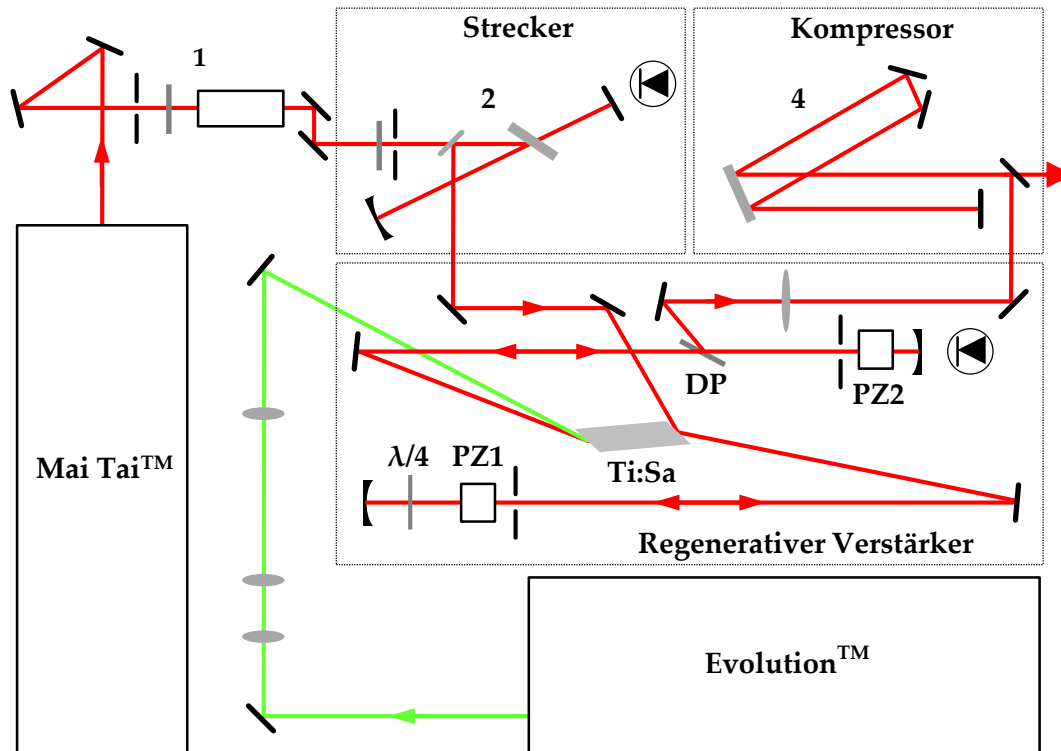 Strecker
Kompressor
1
2
4
DP
PZ2
Mai Tai™
λ/4
PZ1
Ti:Sa
Regenerativer Verstärker
Evolution™